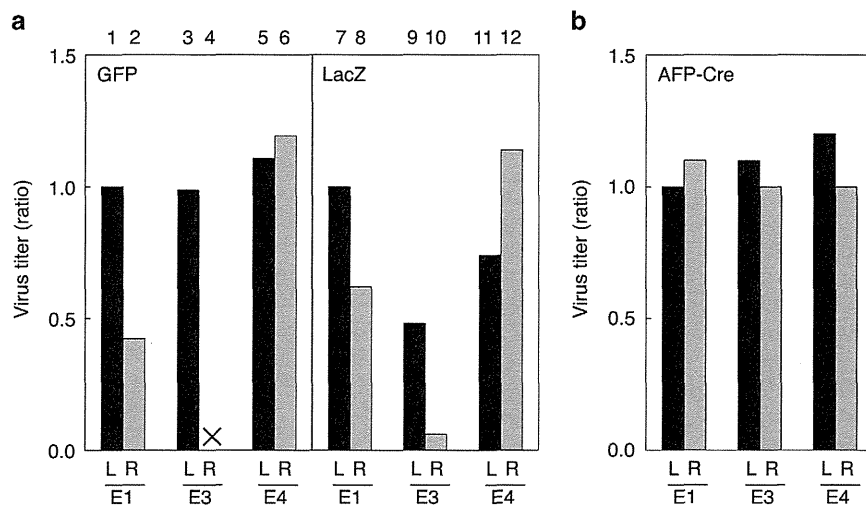 a
1 2 3 4 5 6 7 8 9 10 11 12
GFP
LacZ
Virus titer (ratio)
1.5
1.0
0.5
0.0
L R L R L R L R L R L R
E1 E3 E4 E1 E3 E4
b
AFP-Cre
Virus titer (ratio)
1.5
1.0
0.5
0.0
L R L R L R
E1 E3 E4